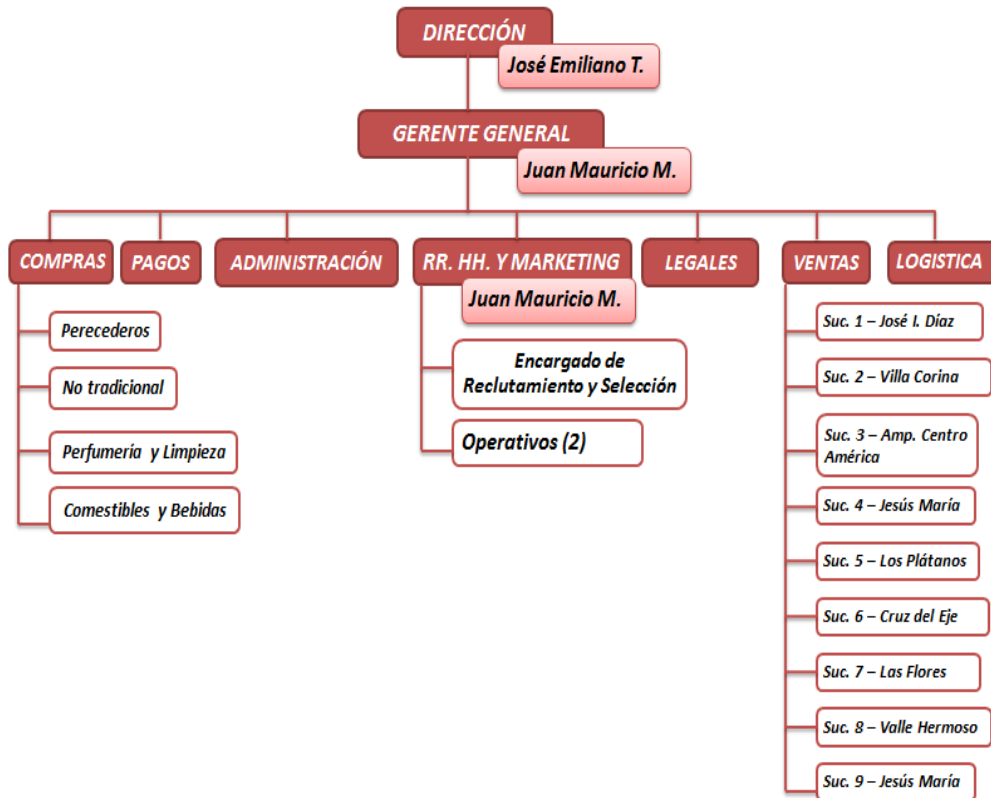 DIRECCIÓN
José Emiliano T.
GERENTE GENERAL
Juan Mauricio M.
COMPRAS
PAGOS
ADMINISTRACIÓN
RR. HH. Y MARKETING
LEGALES
VENTAS
LOGISTICA
Juan Mauricio M.
Perecederos
No tradicional
Perfumería y Limpieza
Comestibles y Bebidas
Encargado de
Reclutamiento y Selección
Operativos (2)
Suc. 1 – José I. Díaz
Suc. 2 – Villa Corina
Suc. 3 – Amp. Centro
América
Suc. 4 – Jesús María
Suc. 5 – Los Plátanos
Suc. 6 – Cruz del Eje
Suc. 7 – Las Flores
Suc. 8 – Valle Hermoso
Suc. 9 – Jesús María